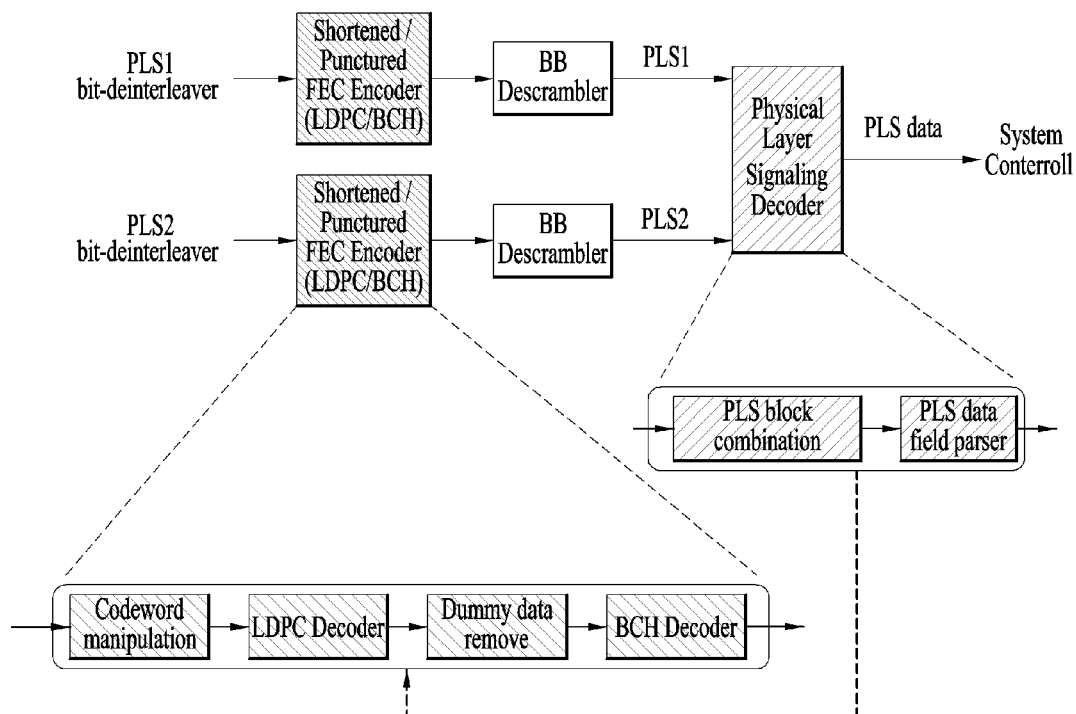 PLS1
bit-deinterleaver
Shortened /
Punctured
FEC Encoder
(LDPC/BCH)
BB
Descrambler
PLS1
Physical
Layer
Signaling
Decoder
PLS data
System
Conterroll
PLS2
bit-deinterleaver
Shortened /
Punctured
FEC Encoder
(LDPC/BCH)
BB
Descrambler
PLS2
PLS block
combination
PLS data
field parser
Codeword
manipulation
LDPC Decoder
Dummy data
remove
BCH Decoder